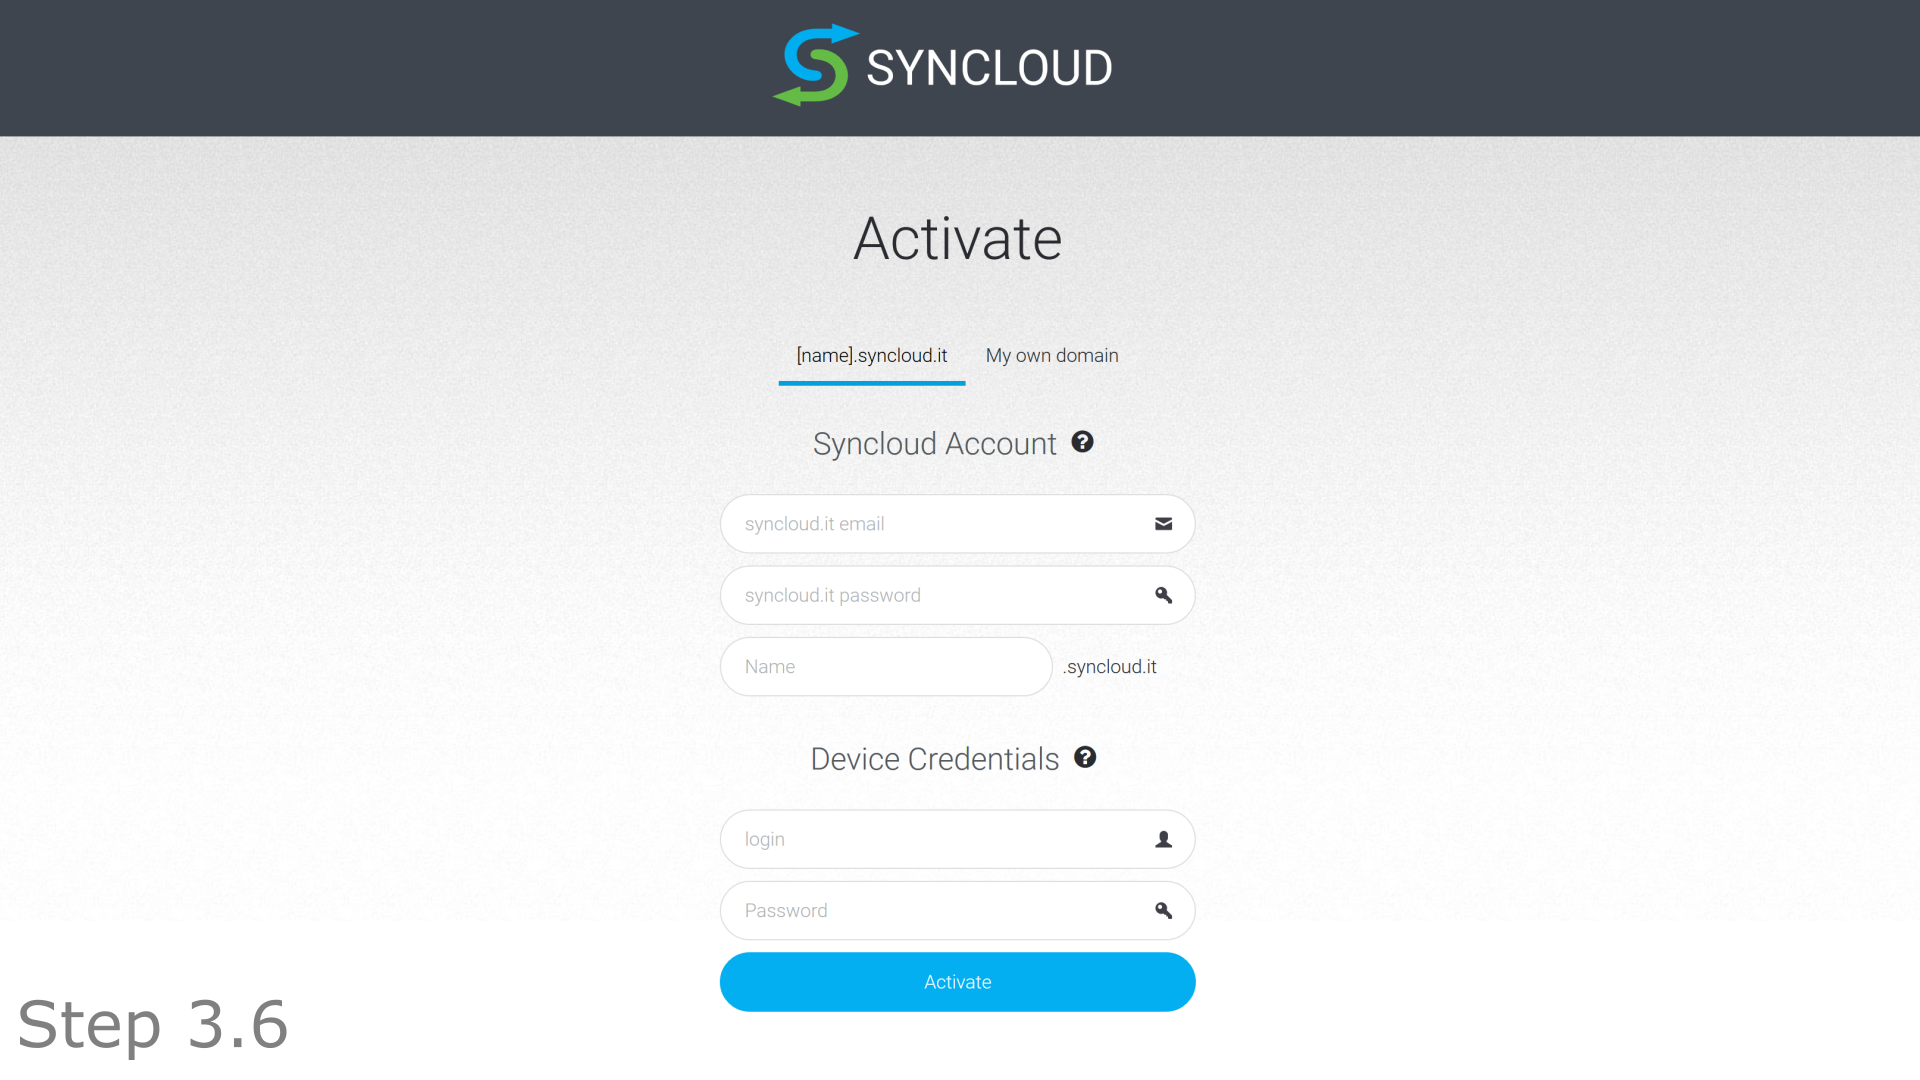 SYNCLOUD
Activate
[name].syncloud.it My own domain
Syncloud Account
syncloud.it email
syncloud.it password
Name .syncloud.it
Device Credentials
login
Password
Activate
Step 3.6